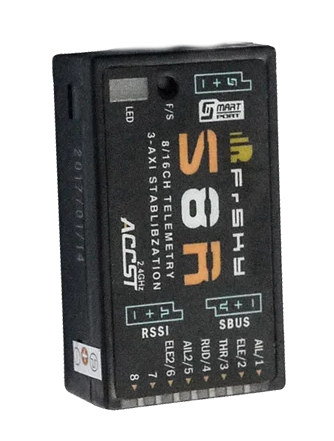 LED
F/S
SMART
PORT
FrSKY
S8R
8/16CH TELEMETRY
3-AXI STABLIBZATION
ACCST
2.4GHz
2017/01/14
RSSI
SBUS
8
7
ELE2/6
AIL2/5
RUD/4
THR/3
ELE/2
AIL/1